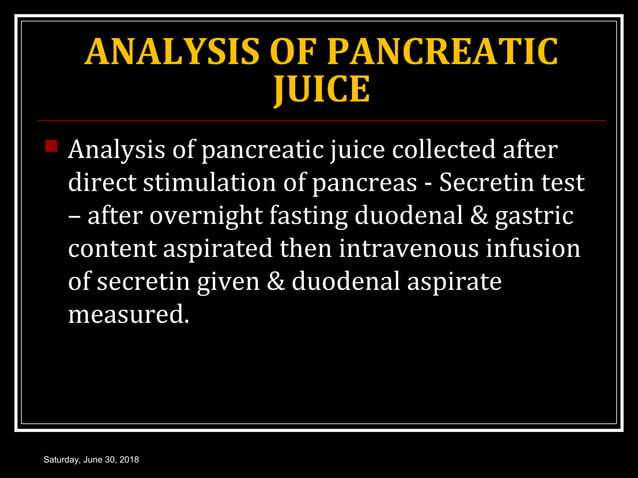 ANALYSIS OF PANCREATIC
JUICE
Analysis of pancreatic juice collected after
direct stimulation of pancreas - Secretin test
– after overnight fasting duodenal & gastric
content aspirated then intravenous infusion
of secretin given & duodenal aspirate
measured.
Saturday, June 30, 2018